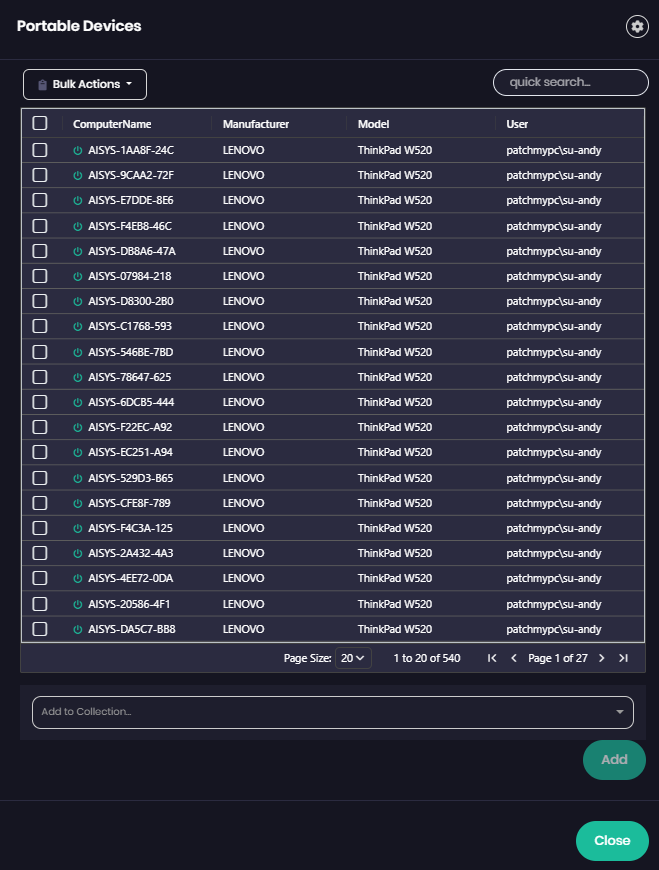 Portable Devices
Bulk Actions
quick search...
ComputerName Manufacturer Model User
AISYS-1AA8F-24C LENOVO ThinkPad W520 patchmypc\su-andy
AISYS-9CAA2-72F LENOVO ThinkPad W520 patchmypc\su-andy
AISYS-E7DDE-8E6 LENOVO ThinkPad W520 patchmypc\su-andy
AISYS-F4EB8-46C LENOVO ThinkPad W520 patchmypc\su-andy
AISYS-DB8A6-47A LENOVO ThinkPad W520 patchmypc\su-andy
AISYS-07984-218 LENOVO ThinkPad W520 patchmypc\su-andy
AISYS-D8300-2B0 LENOVO ThinkPad W520 patchmypc\su-andy
AISYS-C1768-593 LENOVO ThinkPad W520 patchmypc\su-andy
AISYS-546BE-7BD LENOVO ThinkPad W520 patchmypc\su-andy
AISYS-78647-625 LENOVO ThinkPad W520 patchmypc\su-andy
AISYS-6DCB5-444 LENOVO ThinkPad W520 patchmypc\su-andy
AISYS-F22EC-A92 LENOVO ThinkPad W520 patchmypc\su-andy
AISYS-EC251-A94 LENOVO ThinkPad W520 patchmypc\su-andy
AISYS-529D3-B65 LENOVO ThinkPad W520 patchmypc\su-andy
AISYS-CFE8F-789 LENOVO ThinkPad W520 patchmypc\su-andy
AISYS-F4C3A-125 LENOVO ThinkPad W520 patchmypc\su-andy
AISYS-2A432-4A3 LENOVO ThinkPad W520 patchmypc\su-andy
AISYS-4EE72-0DA LENOVO ThinkPad W520 patchmypc\su-andy
AISYS-20586-4F1 LENOVO ThinkPad W520 patchmypc\su-andy
AISYS-DA5C7-BB8 LENOVO ThinkPad W520 patchmypc\su-andy
Page Size: 20 1 to 20 of 540 Page 1 of 27
Add to Collection...
Add
Close